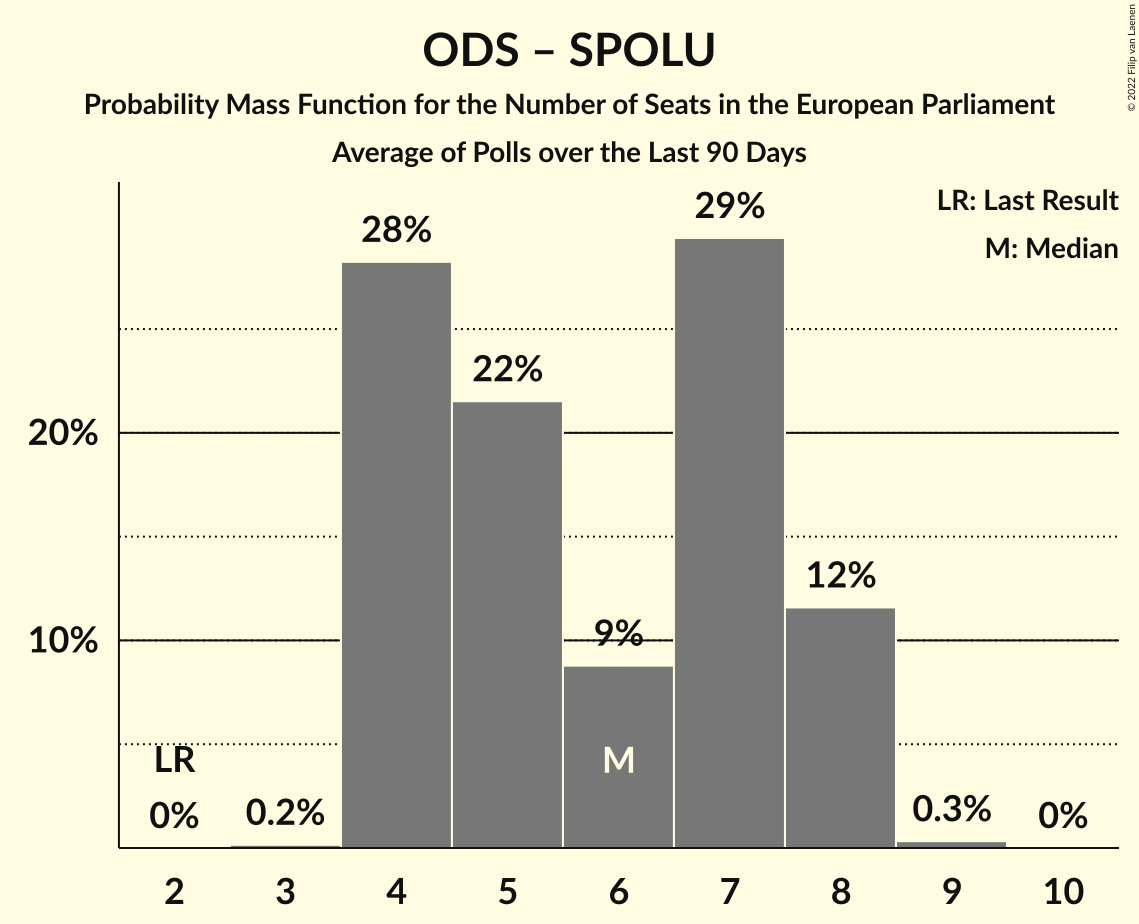 ODS – SPOLU
Probability Mass Function for the Number of Seats in the European Parliament
Average of Polls over the Last 90 Days
© 2022 Filip van Laenen
LR: Last Result
M: Median
28%
22%
9%
29%
12%
0.2%
0.3%
0%
0%
LR
M
20%
10%
2 3 4 5 6 7 8 9 10